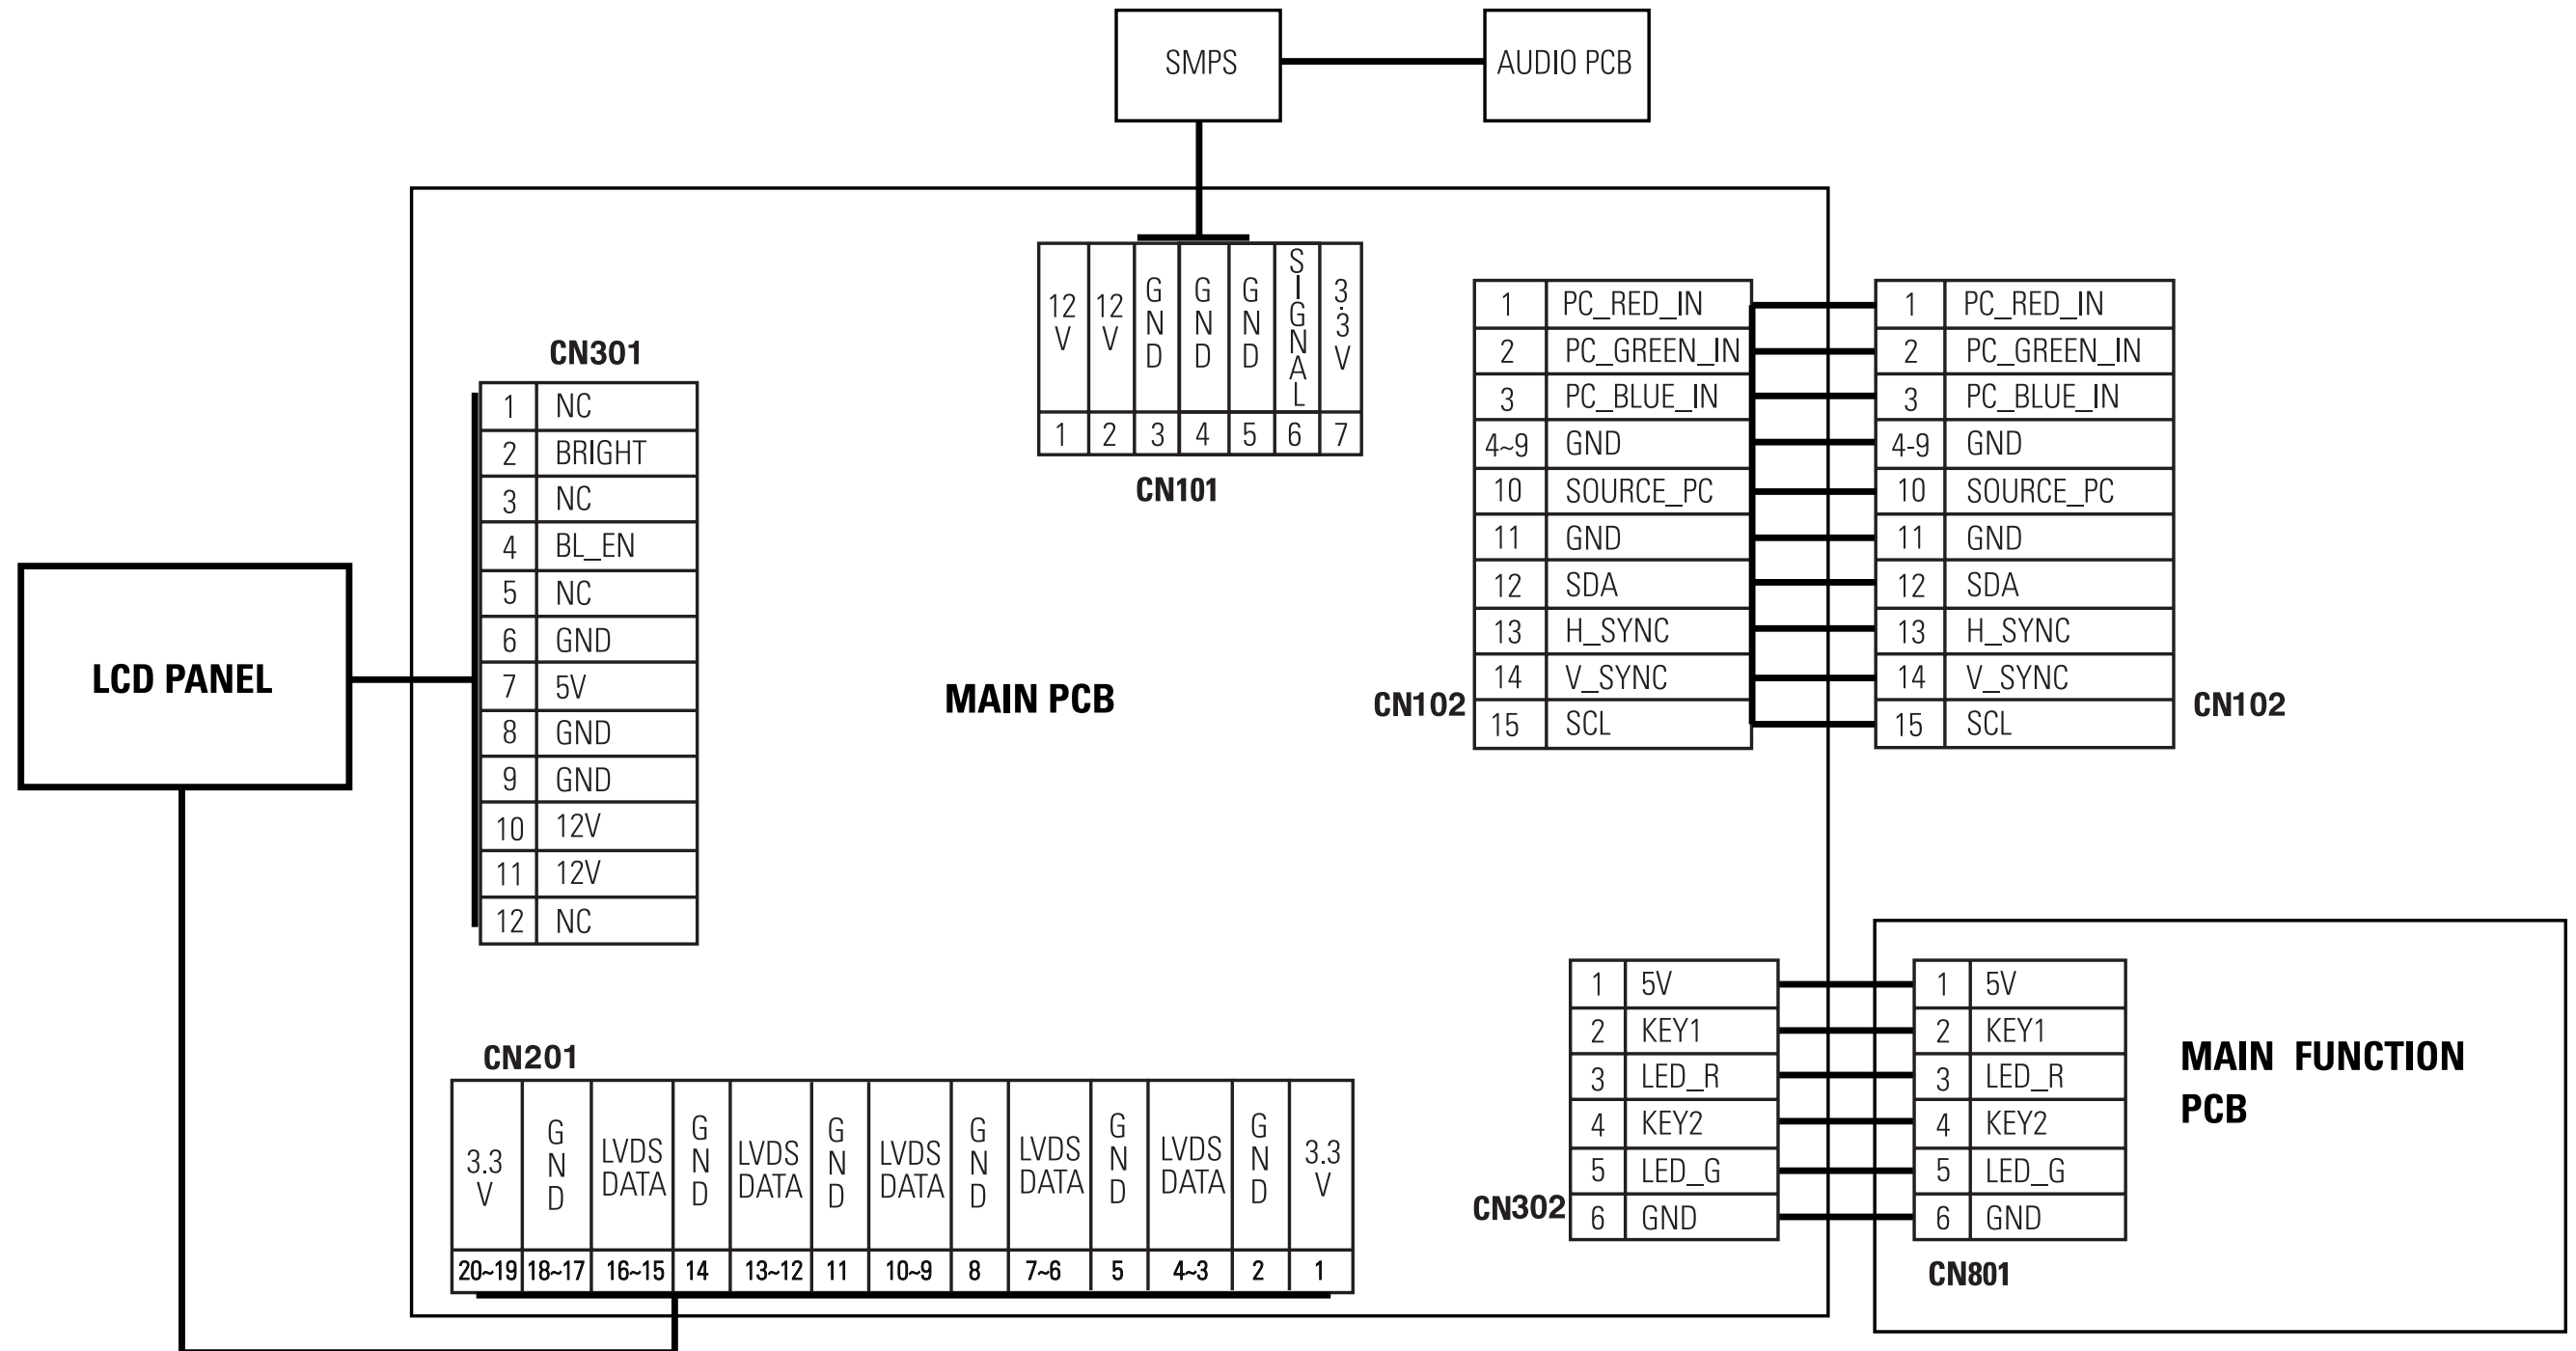 SMPS
AUDIO PCB
12V 12V GND GND GND SIGNAL 3.3V
1 2 3 4 5 6 7
CN101
CN301
1 NC
2 BRIGHT
3 NC
4 BL_EN
5 NC
6 GND
7 5V
8 GND
9 GND
10 12V
11 12V
12 NC
LCD PANEL
MAIN PCB
1 PC_RED_IN
2 PC_GREEN_IN
3 PC_BLUE_IN
4~9 GND
10 SOURCE_PC
11 GND
12 SDA
13 H_SYNC
14 V_SYNC
15 SCL
CN102
1 PC_RED_IN
2 PC_GREEN_IN
3 PC_BLUE_IN
4-9 GND
10 SOURCE_PC
11 GND
12 SDA
13 H_SYNC
14 V_SYNC
15 SCL
CN102
CN201
3.3V GND LVDS DATA GND LVDS DATA GND LVDS DATA GND LVDS DATA GND LVDS DATA GND 3.3V
20~19 18~17 16~15 14 13~12 11 10~9 8 7~6 5 4~3 2 1
1 5V
2 KEY1
3 LED_R
4 KEY2
5 LED_G
6 GND
CN302
1 5V
2 KEY1
3 LED_R
4 KEY2
5 LED_G
6 GND
CN801
MAIN FUNCTION
PCB